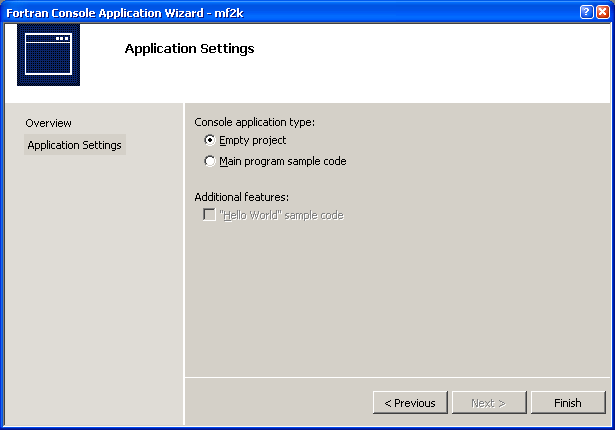 Fortran Console Application Wizard - mf2k
Application Settings
Overview
Application Settings
Console application type:
Empty project
Main program sample code
Additional features:
"Hello World" sample code
< Previous
Next >
Finish